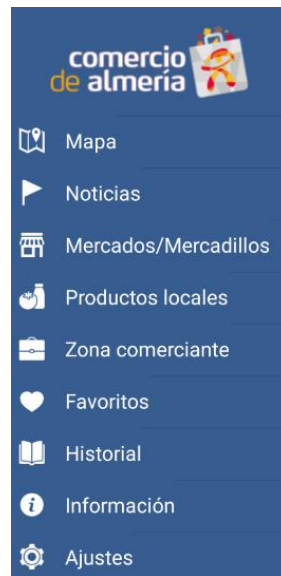 comercio
de almería
Mapa
Noticias
Mercados/Mercadillos
Productos locales
Zona comerciante
Favoritos
Historial
Información
Ajustes